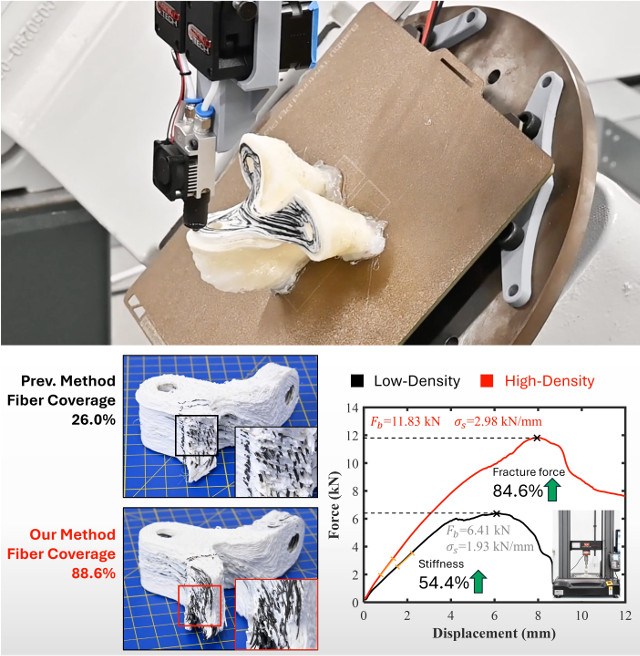 Prev. Method
Fiber Coverage
26.0%
Our Method
Fiber Coverage
88.6%
Low-Density
High-Density
F_b=11.83 kN σ_s=2.98 kN/mm
Fracture force
84.6%
F_b=6.41 kN
σ_s=1.93 kN/mm
Stiffness
54.4%
Force (kN)
14
12
10
8
6
4
2
0
0
2
4
6
8
10
12
Displacement (mm)